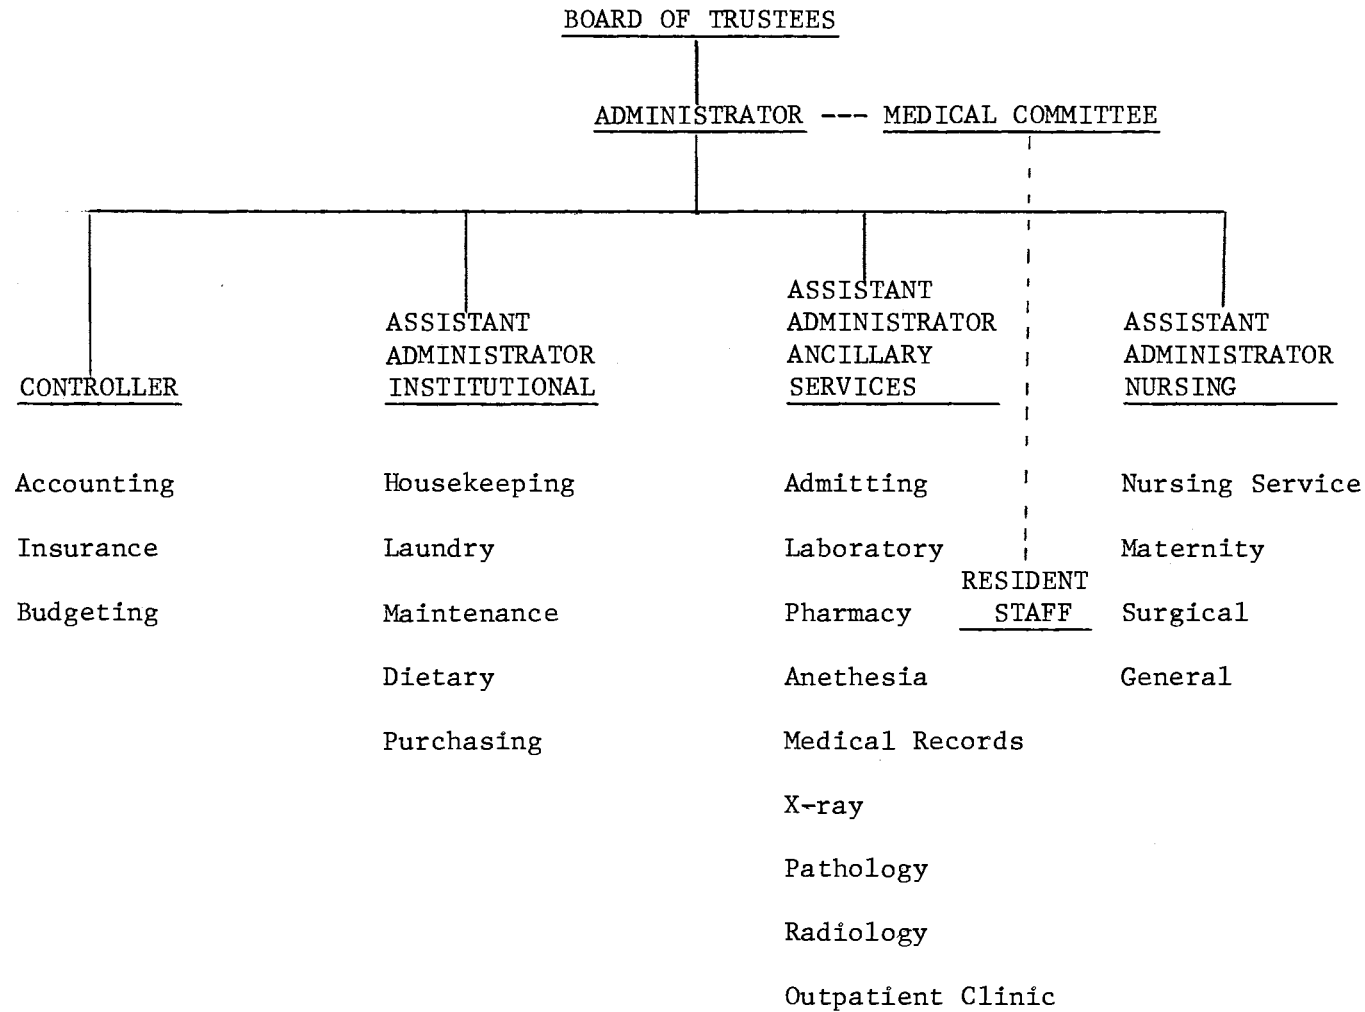 BOARD OF TRUSTEES
ADMINISTRATOR --- MEDICAL COMMITTEE
CONTROLLER
Accounting
Insurance
Budgeting
ASSISTANT
ADMINISTRATOR
INSTITUTIONAL
Housekeeping
Laundry
Maintenance
Dietary
Purchasing
ASSISTANT
ADMINISTRATOR
ANCILLARY
SERVICES
Admitting
Laboratory
Pharmacy
Anethesia
Medical Records
X-ray
Pathology
Radiology
Outpatient Clinic
RESIDENT
STAFF
ASSISTANT
ADMINISTRATOR
NURSING
Nursing Service
Maternity
Surgical
General